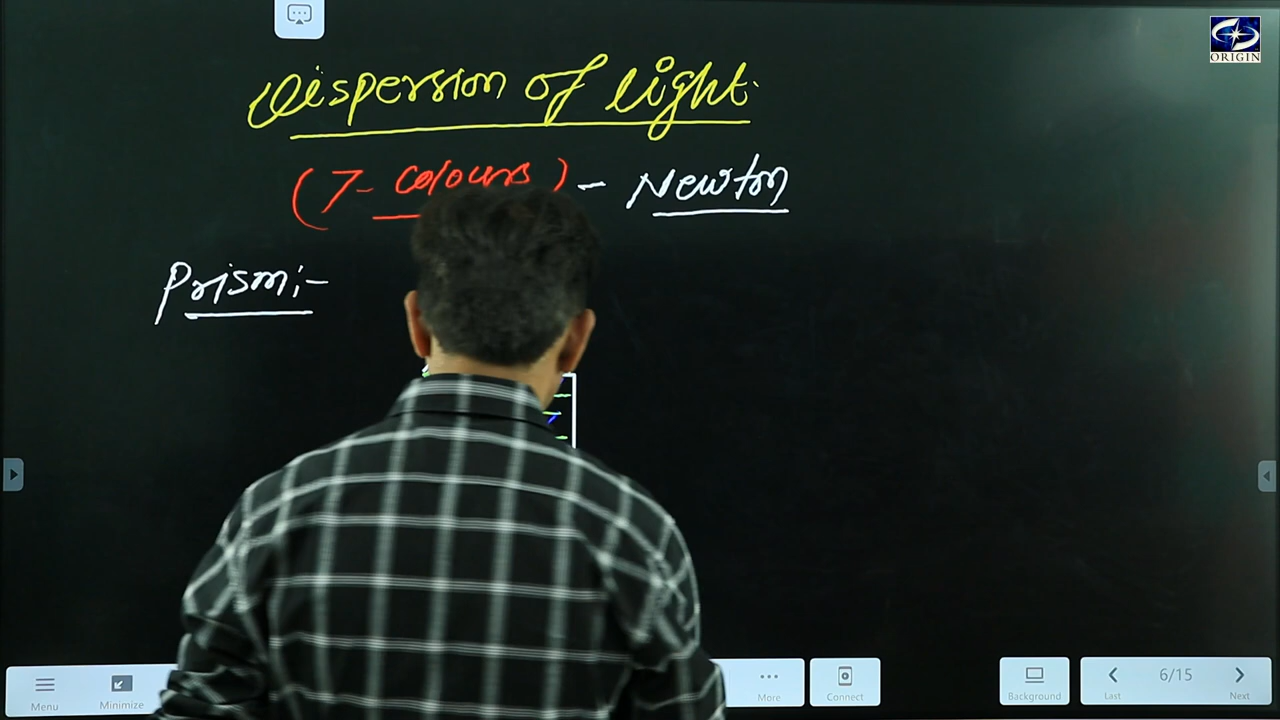 ORIGIN
Dispersion of light.
(7- Colours) - Newton
Prism:-
Menu
Minimize
More
Connect
Background
Last
6/15
Next